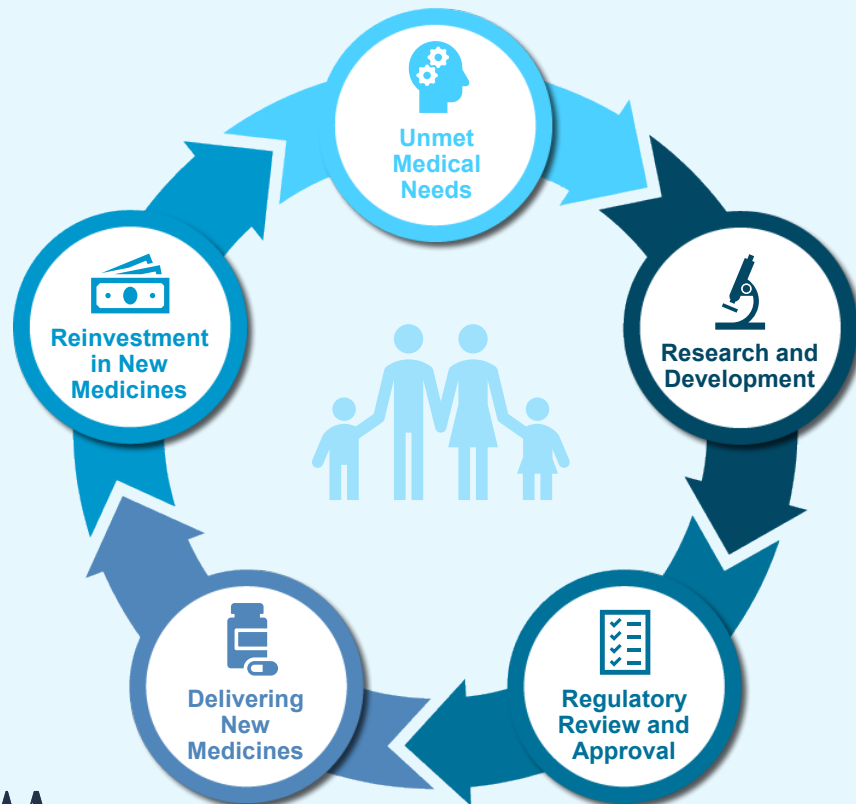 Unmet
Medical
Needs
Research and
Development
Regulatory
Review and
Approval
Delivering
New
Medicines
Reinvestment
in New
Medicines